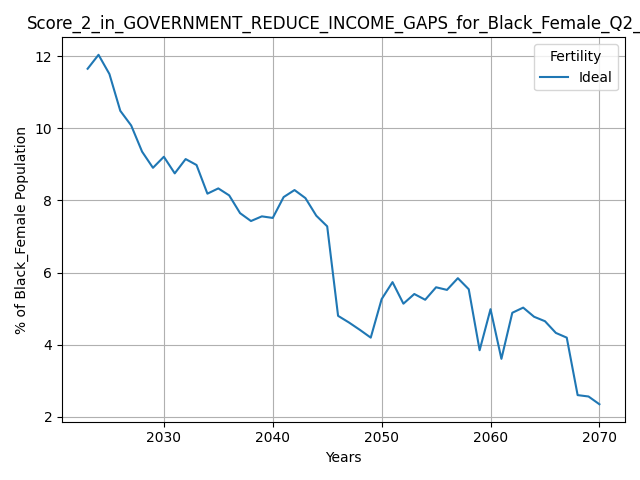 Score_2_in_GOVERNMENT_REDUCE_INCOME_GAPS_for_Black_Female_Q2_
Fertility
Ideal
% of Black_Female Population
12
10
8
6
4
2
2030 2040 2050 2060 2070
Years